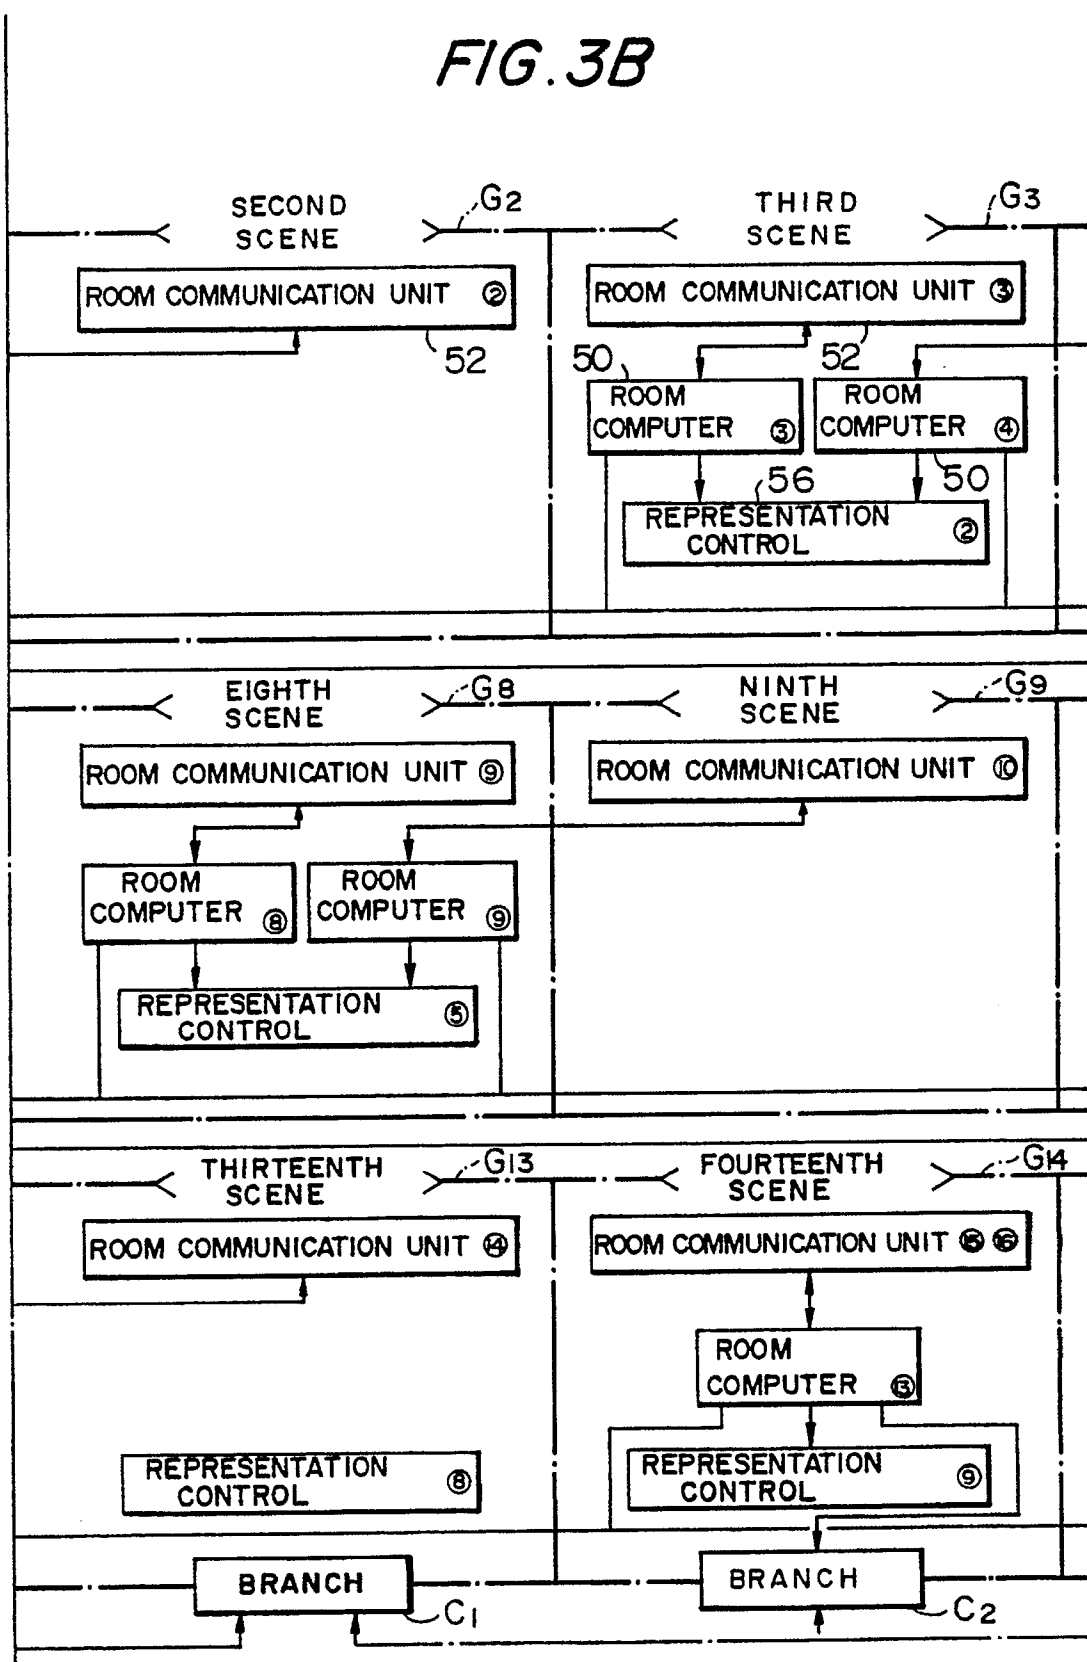 FIG. 3B
SECOND
SCENE
G2
ROOM COMMUNICATION UNIT ②
52
THIRD
SCENE
G3
ROOM COMMUNICATION UNIT ③
52
50
ROOM
COMPUTER ③
ROOM
COMPUTER ④
50
56
REPRESENTATION
CONTROL ②
EIGHTH
SCENE
G8
ROOM COMMUNICATION UNIT ⑨
ROOM
COMPUTER ⑧
ROOM
COMPUTER ⑨
REPRESENTATION
CONTROL ⑤
NINTH
SCENE
G9
ROOM COMMUNICATION UNIT ⑩
THIRTEENTH
SCENE
G13
ROOM COMMUNICATION UNIT ⑭
REPRESENTATION
CONTROL ⑧
BRANCH
C1
FOURTEENTH
SCENE
G14
ROOM COMMUNICATION UNIT ⑮ ⑯
ROOM
COMPUTER ⑬
REPRESENTATION
CONTROL ⑨
BRANCH
C2